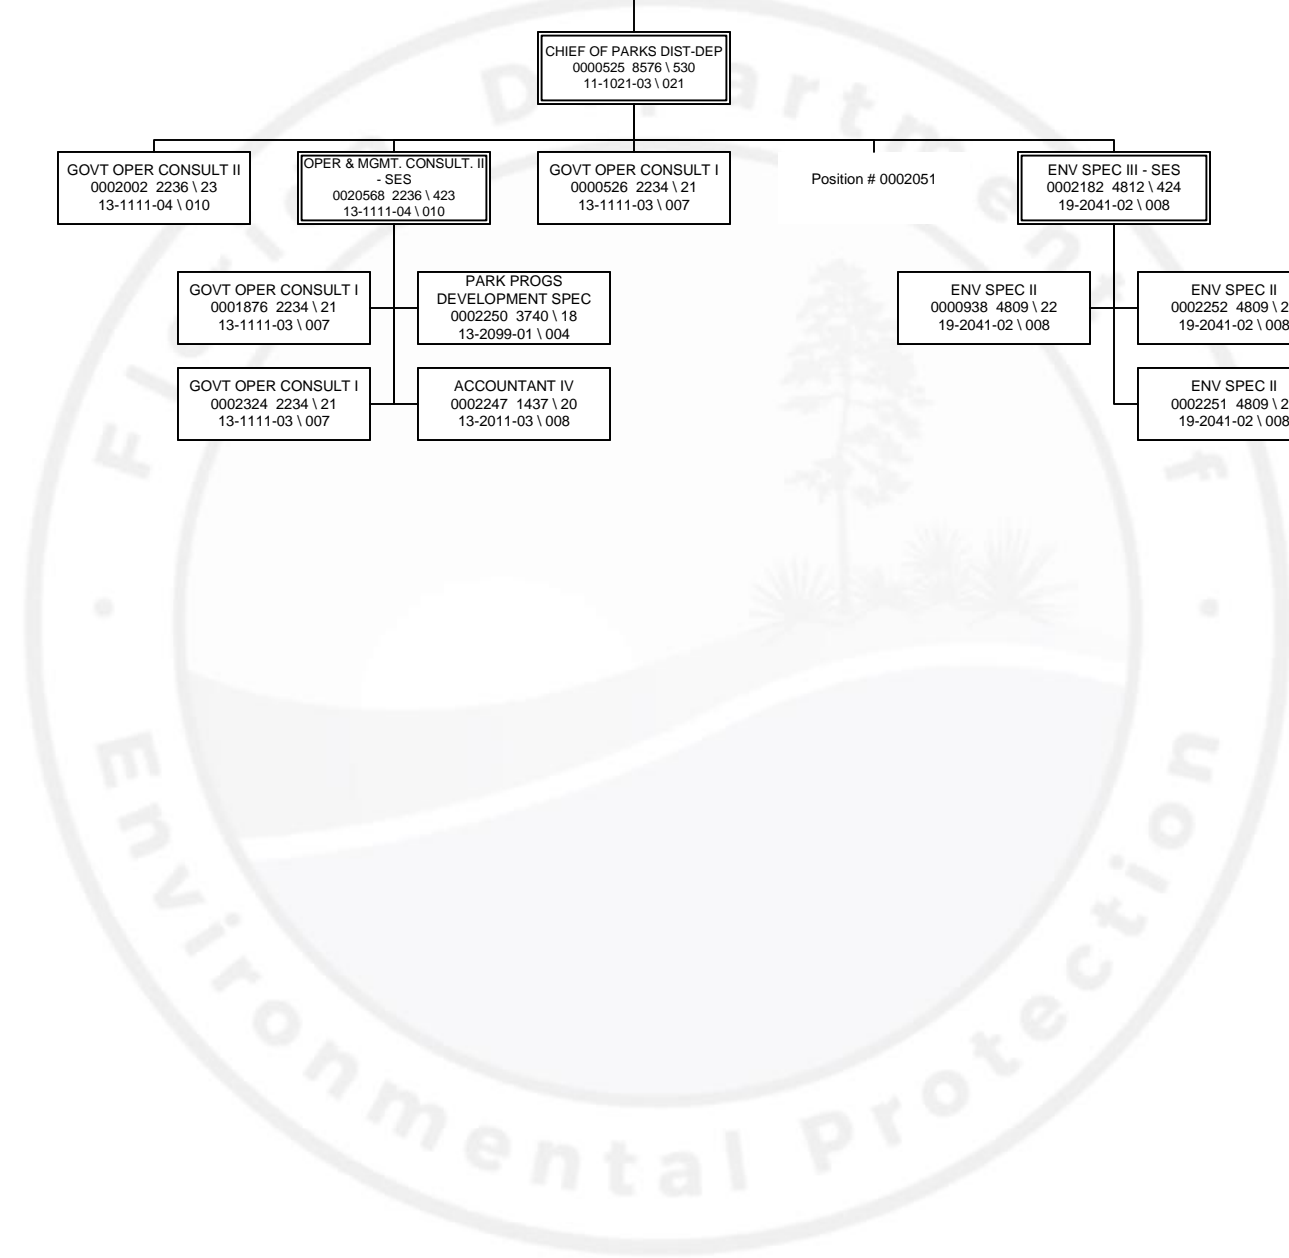 CHIEF OF PARKS DIST-DEP
0000525 8576 \ 530
11-1021-03 \ 021
GOVT OPER CONSULT II
0002002 2236 \ 23
13-1111-04 \ 010
OPER & MGMT. CONSULT. II
- SES
0020568 2236 \ 423
13-1111-04 \ 010
GOVT OPER CONSULT I
0000526 2234 \ 21
13-1111-03 \ 007
Position # 0002051
ENV SPEC III - SES
0002182 4812 \ 424
19-2041-02 \ 008
GOVT OPER CONSULT I
0001876 2234 \ 21
13-1111-03 \ 007
PARK PROGS
DEVELOPMENT SPEC
0002250 3740 \ 18
13-2099-01 \ 004
ENV SPEC II
0000938 4809 \ 22
19-2041-02 \ 008
ENV SPEC II
0002252 4809 \ 2
19-2041-02 \ 008
GOVT OPER CONSULT I
0002324 2234 \ 21
13-1111-03 \ 007
ACCOUNTANT IV
0002247 1437 \ 20
13-2011-03 \ 008
ENV SPEC II
0002251 4809 \ 2
19-2041-02 \ 008
Environmental Protection